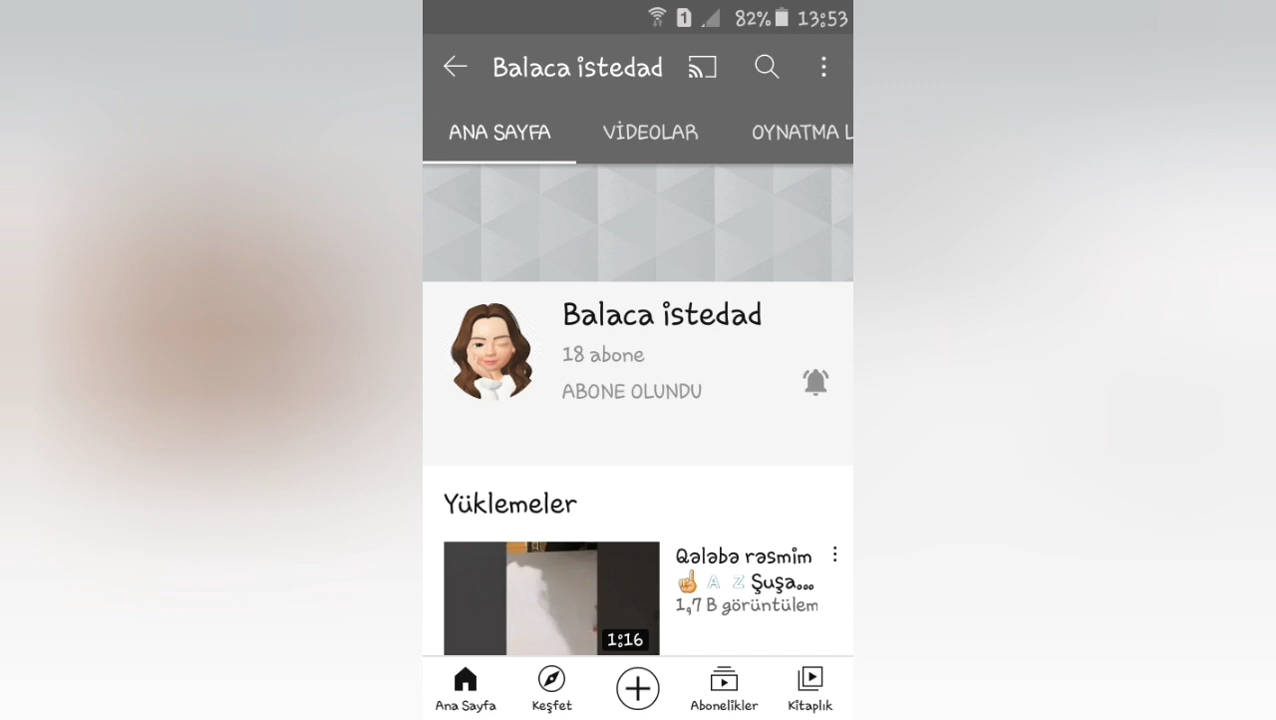 1 82% 13:53
Balaca istedad
ANA SAYFA VİDEOLAR OYNATMA L
Balaca istedad
18 abone
ABONE OLUNDU
Yüklemeler
Qələbə rəsmim
☝ A Z Şuşa...
1,7 B görüntülem
1:16
Ana Sayfa Keşfet Abonelikler Kitaplık